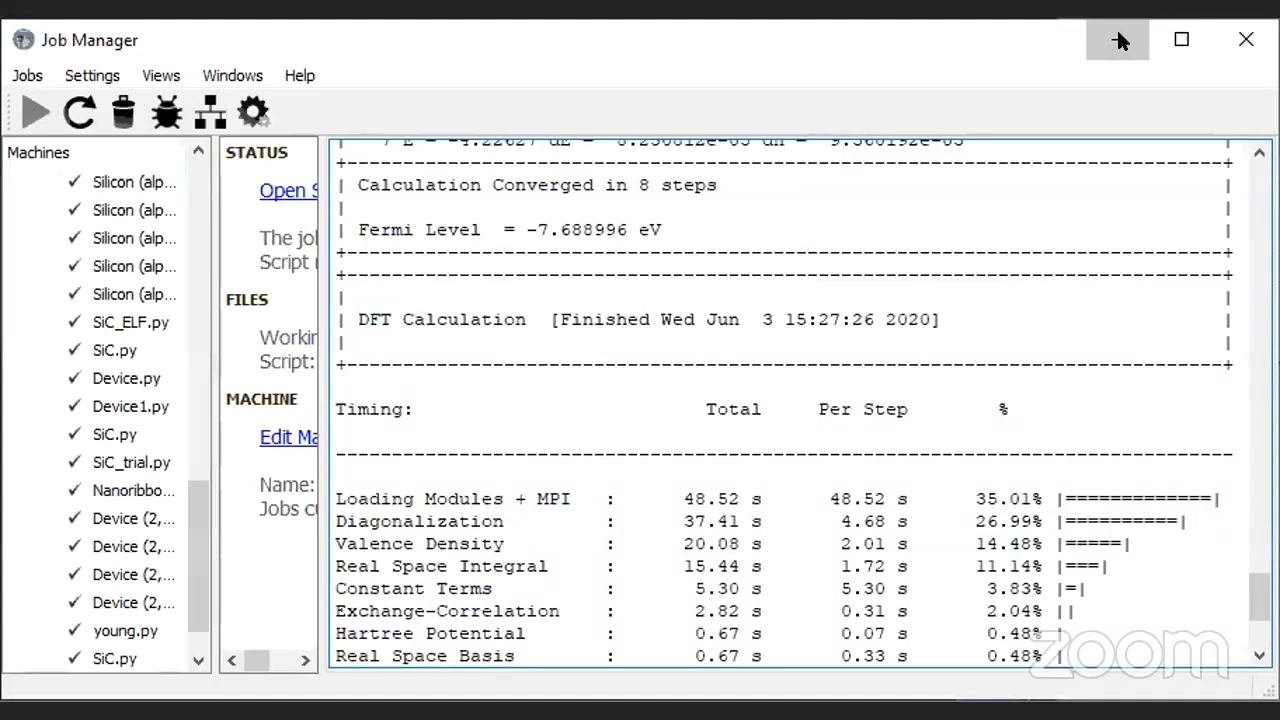 Job Manager
Jobs Settings Views Windows Help
Machines
Silicon (alp...
Silicon (alp...
Silicon (alp...
Silicon (alp...
Silicon (alp...
SiC_ELF.py
SiC.py
Device.py
Device1.py
SiC.py
SiC_trial.py
Nanoribbo...
Device (2,...
Device (2,...
Device (2,...
Device (2,...
young.py
SiC.py
STATUS
Open S
The jo
Script
FILES
Workin
Script:
MACHINE
Edit Ma
Name:
Jobs cu
+------------------------------------------------------------------------------+
| Calculation Converged in 8 steps |
| |
| Fermi Level = -7.688996 eV |
+------------------------------------------------------------------------------+
+------------------------------------------------------------------------------+
| |
| DFT Calculation [Finished Wed Jun 3 15:27:26 2020] |
| |
+------------------------------------------------------------------------------+
Timing: Total Per Step %
--------------------------------------------------------------------------------
Loading Modules + MPI : 48.52 s 48.52 s 35.01% |=============|
Diagonalization : 37.41 s 4.68 s 26.99% |==========|
Valence Density : 20.08 s 2.01 s 14.48% |=====|
Real Space Integral : 15.44 s 1.72 s 11.14% |===|
Constant Terms : 5.30 s 5.30 s 3.83% |=|
Exchange-Correlation : 2.82 s 0.31 s 2.04% ||
Hartree Potential : 0.67 s 0.07 s 0.48% |
Real Space Basis : 0.67 s 0.33 s 0.48% |
zoom